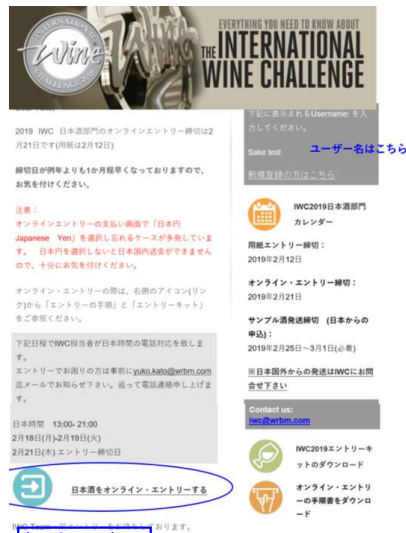 INTERNATIONAL
Wine
CHALLENGE
EVERYTHING YOU NEED TO KNOW ABOUT
THE INTERNATIONAL
WINE CHALLENGE
2019 IWC 日本酒部門のオンラインエントリー締切は2
月21日です(用紙は2月12日)
締切日が例年よりも1か月程早くなっておりますので、
お気を付けください。
注意：
オンラインエントリーの支払い画面で「日本円
Japanese Yen」を選択し忘れるケースが多発していま
す。 日本円を選択しないと日本国内送金ができません
ので、十分にお気を付けください。
オンライン・エントリーの際は、右側のアイコン(リン
ク)から「エントリーの手順」と「エントリーキット」
をご参照ください。
下記日程でIWC担当者が日本時間の電話対応を致しま
す。
エントリーでお困りの方は事前にyuko.kato@wrbm.com
迄メールでお知らせ下さい。追って電話連絡申し上げま
す。
日本時間 13:00- 21:00
2月18日(月)-2月19日(火)
2月21日(木) エントリー締切日
日本酒をオンライン・エントリーする
IWC Team 一同エントリーをお待ちしております。
下記に表示されるUsername: を入
力してください。
Sake test
ユーザー名はこちら
新規登録の方はこちら
IWC2019日本酒部門
カレンダー
用紙エントリー締切：
2019年2月12日
オンライン・エントリー締切：
2019年2月21日
サンプル酒発送締切 (日本からの
申込)：
2019年2月25日～3月1日(必着)
※日本国外からの発送はIWCにお問
合せ下さい
Contact us:
iwc@wrbm.com
IWC2019エントリーキ
ットのダウンロード
オンライン・エントリ
ーの手順書をダウンロ
ード